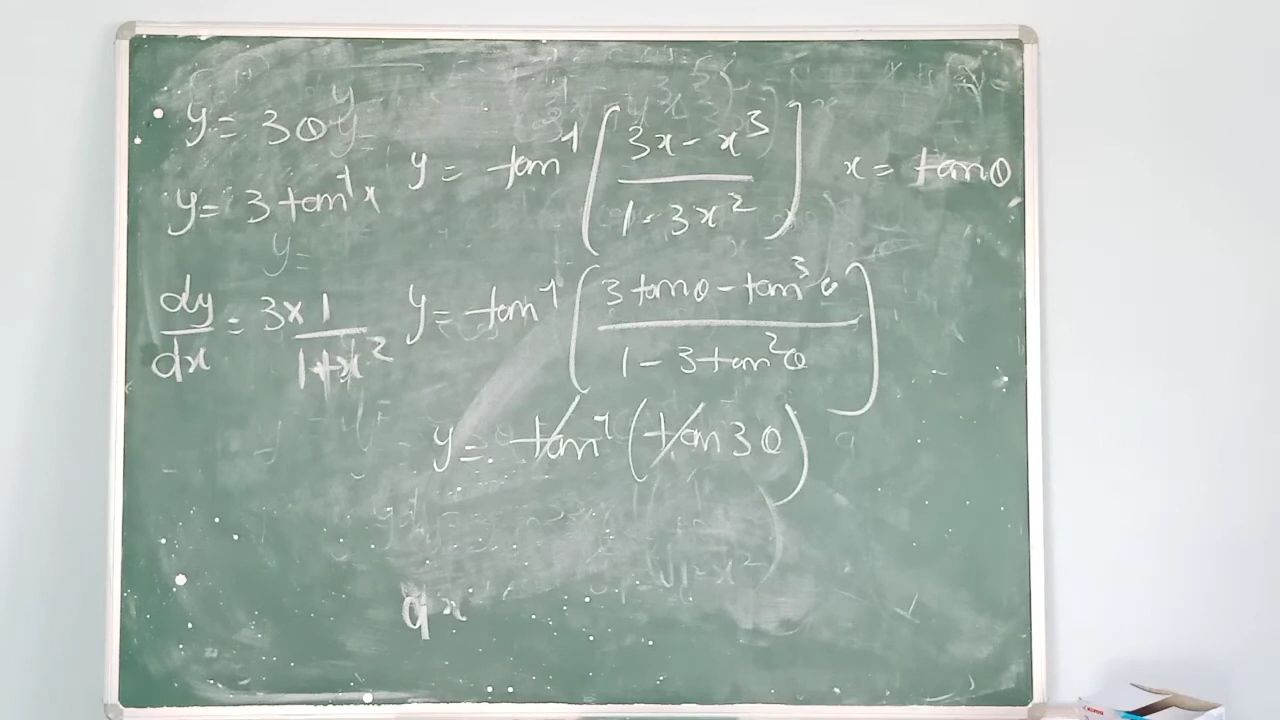 y = tan⁻¹ [ (3x - x³) / (1 - 3x²) ]    x = tanθ
y = tan⁻¹ [ (3 tanθ - tan³θ) / (1 - 3 tan²θ) ]
y = tan⁻¹ (tan 3θ)
y = 3θ
y = 3 tan⁻¹ x
dy/dx = 3 × 1 / (1 + x²)